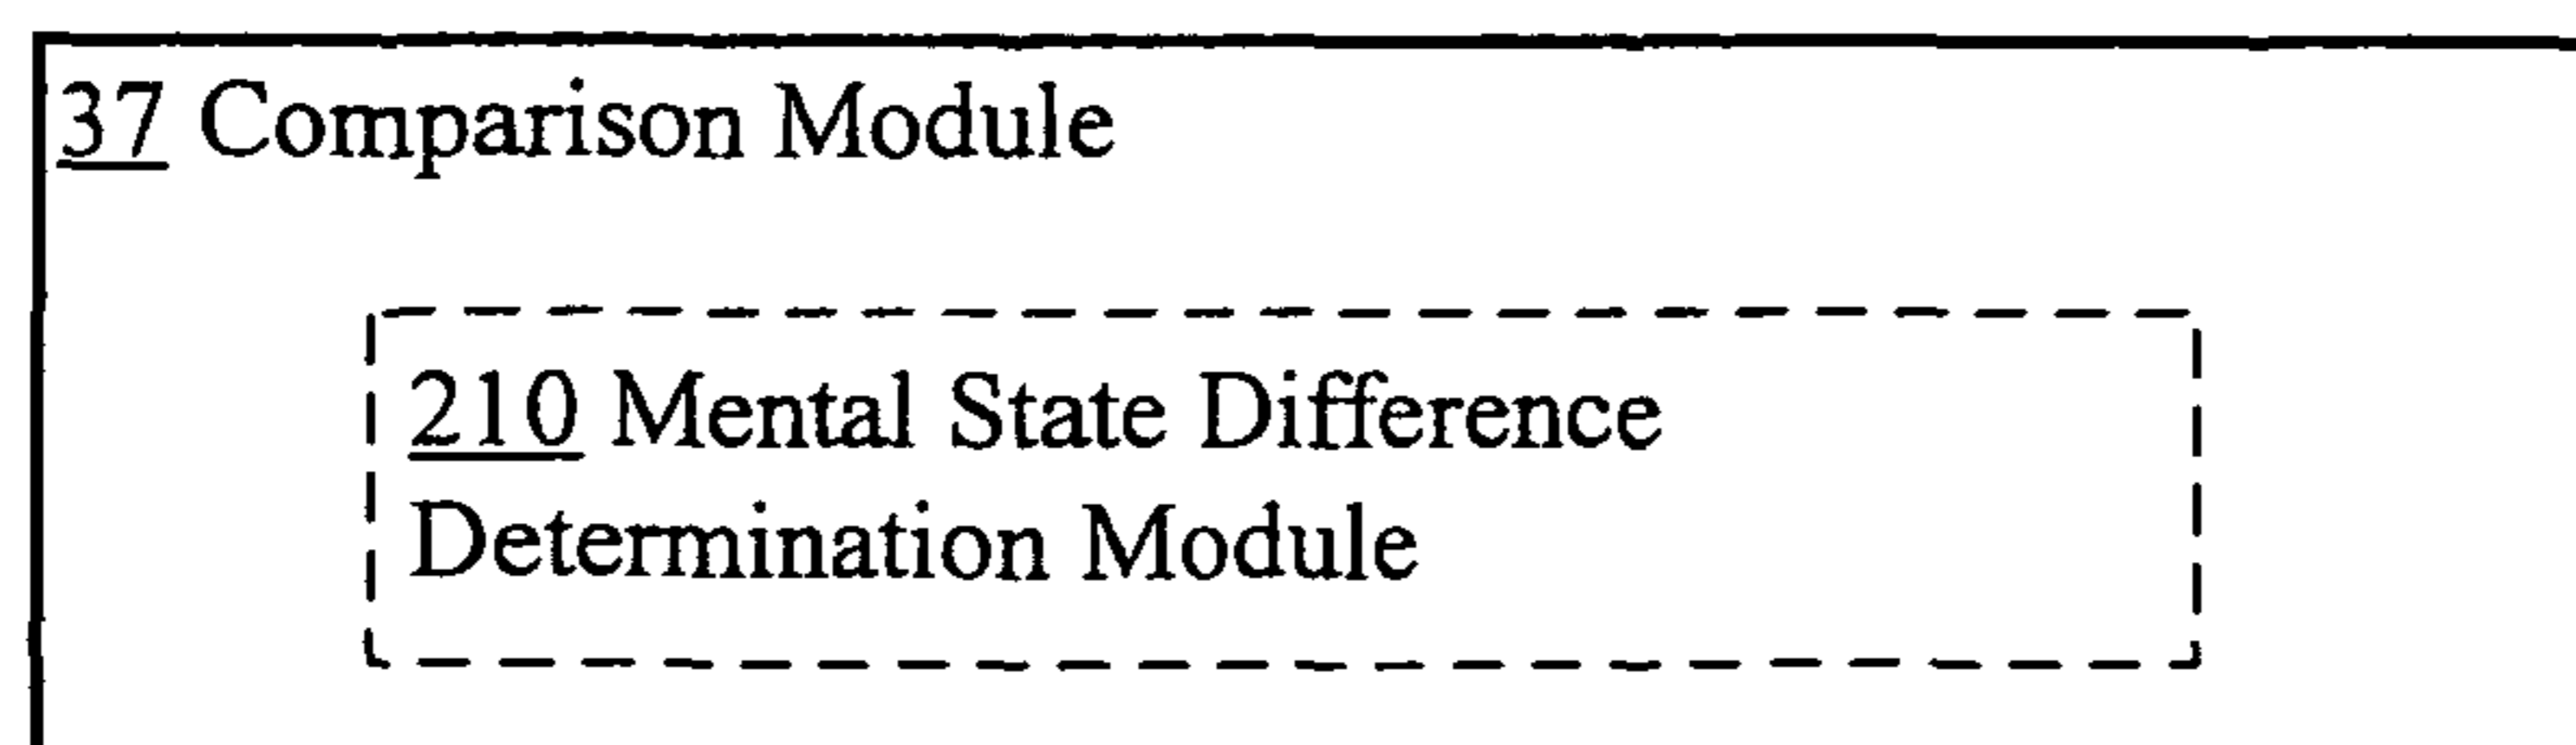 37 Comparison Module
210 Mental State Difference
Determination Module